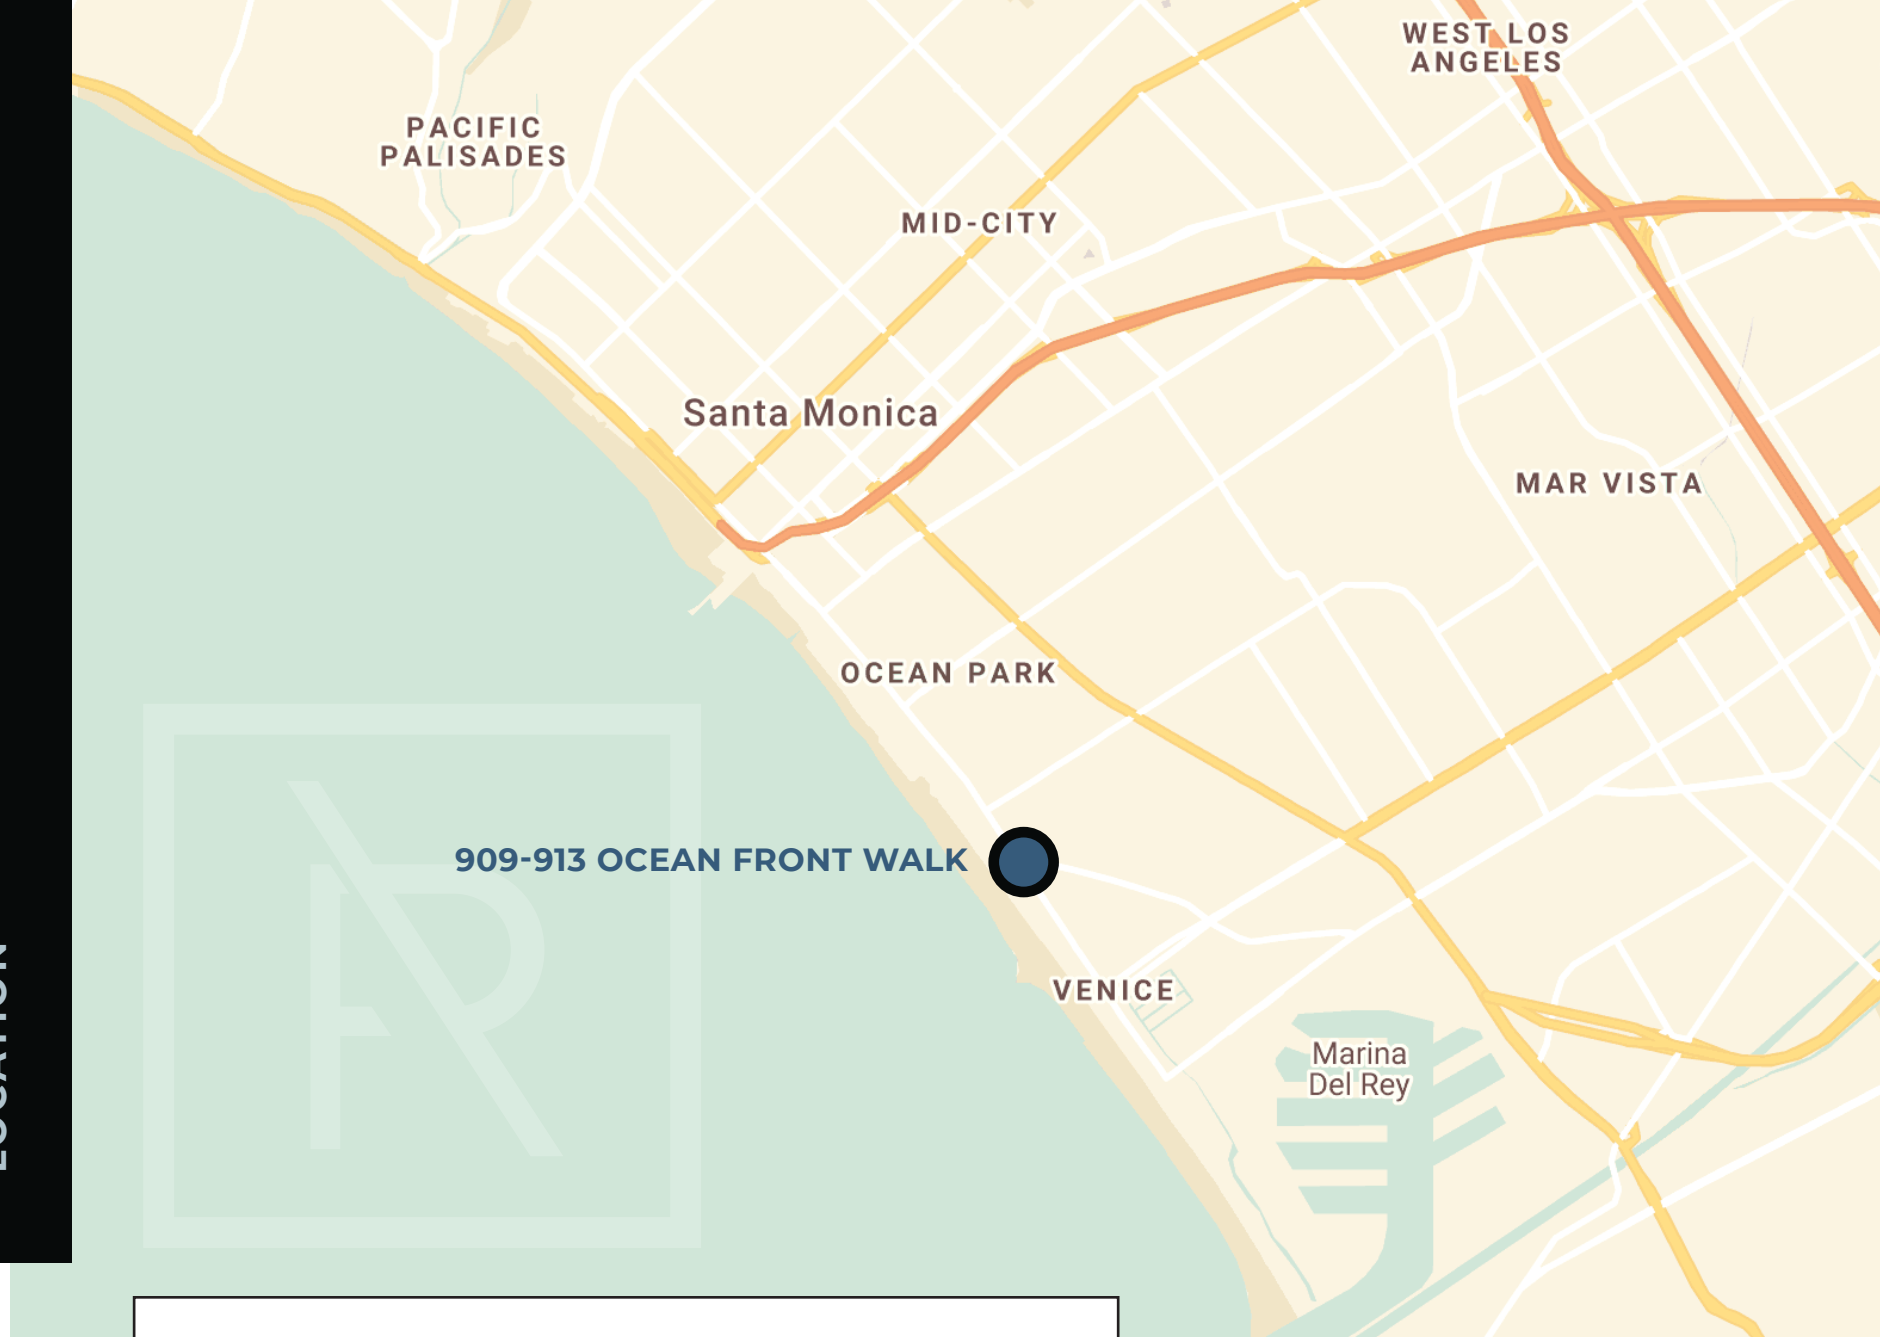 WEST LOS
ANGELES
PACIFIC
PALISADES
MID-CITY
Santa Monica
MAR VISTA
OCEAN PARK
909-913 OCEAN FRONT WALK
VENICE
Marina
Del Rey
LOCATION